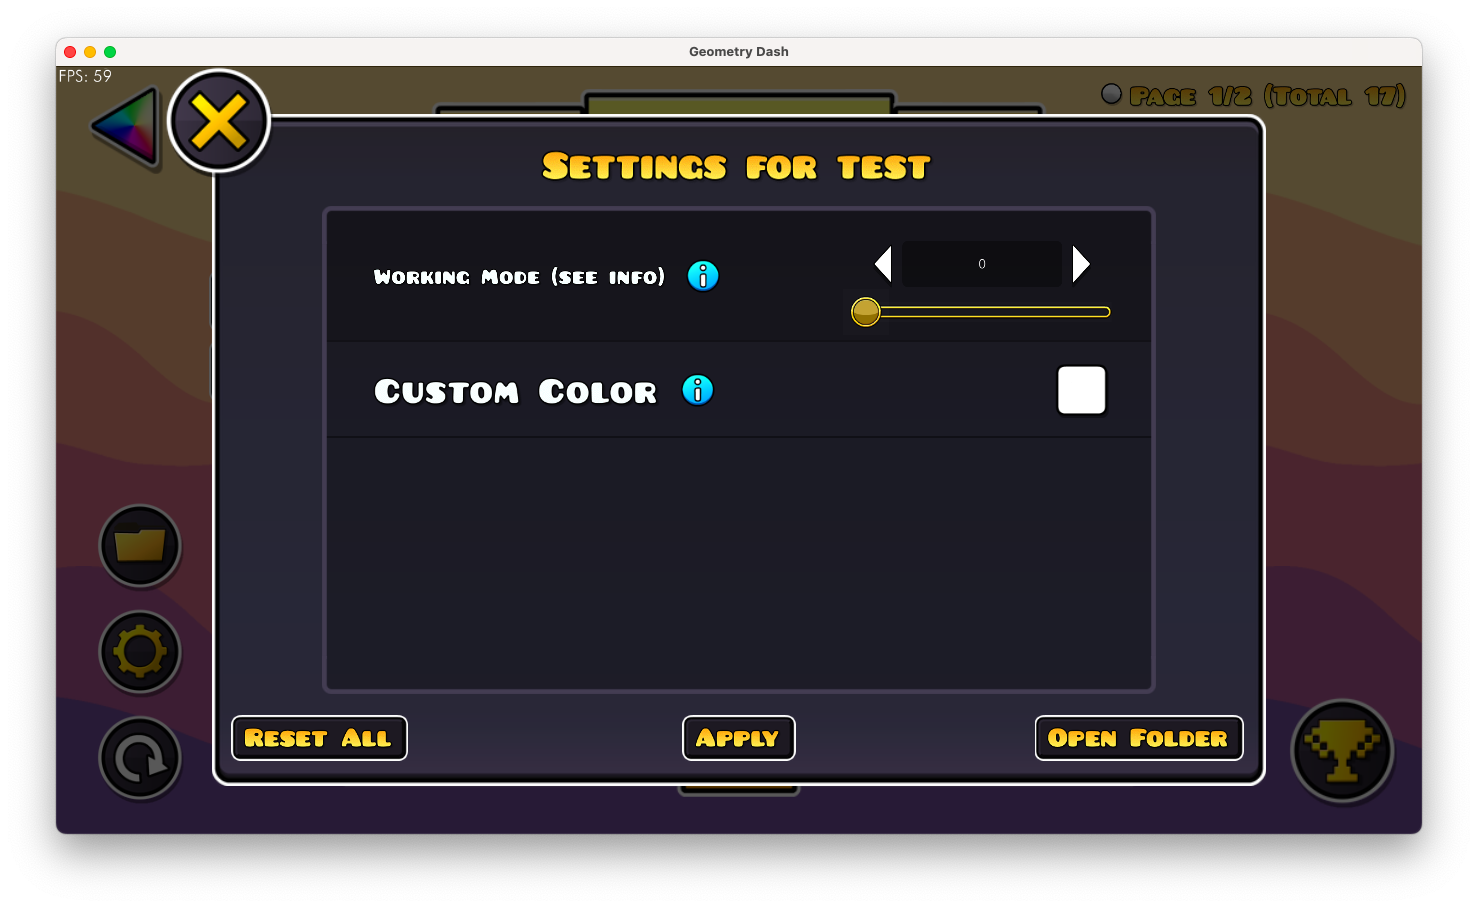 Geometry Dash
FPS: 59
Page 1/2 (Total 17)
Settings for test
Working Mode (see info)
0
Custom Color
Reset All
Apply
Open Folder